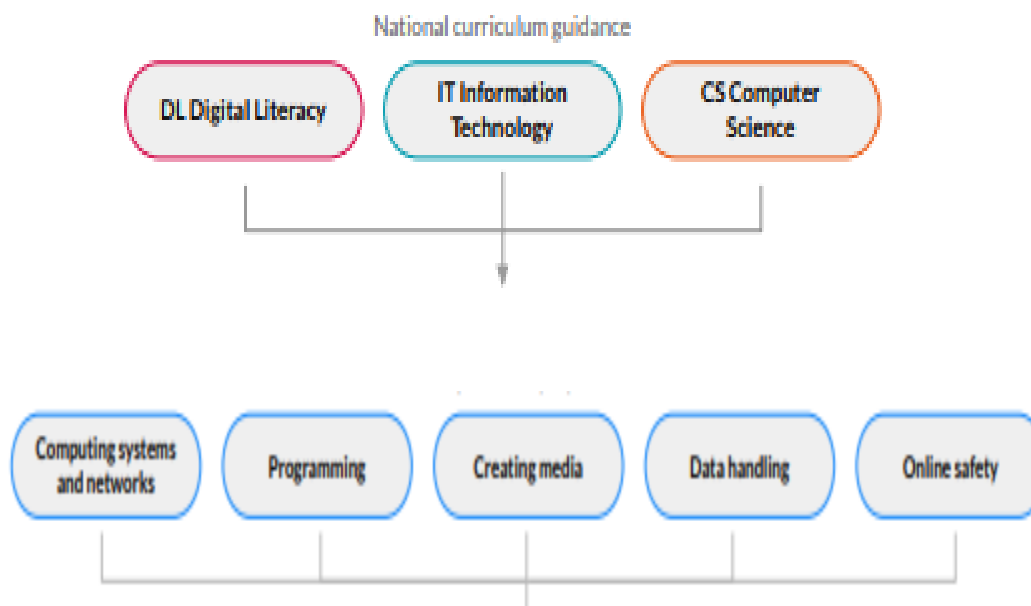 National curriculum guidance
DL Digital Literacy
IT Information
Technology
CS Computer
Science
Computing systems
and networks
Programming
Creating media
Data handling
Online safety